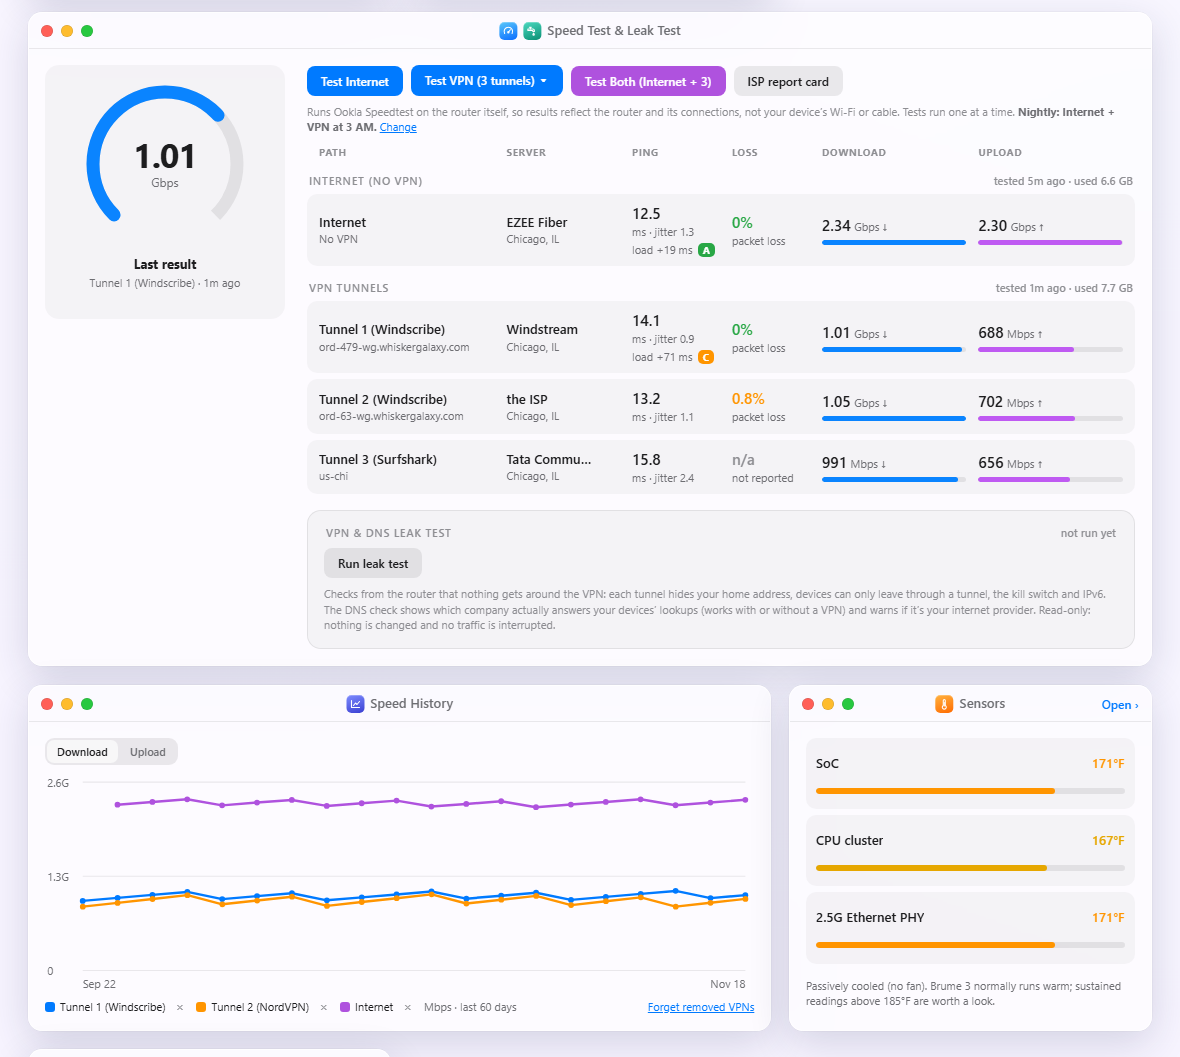 Speed Test & Leak Test
1.01
Gbps
Last result
Tunnel 1 (Windscribe) · 1m ago
Test Internet
Test VPN (3 tunnels)
Test Both (Internet + 3)
ISP report card
Runs Ookla Speedtest on the router itself, so results reflect the router and its connections, not your device's Wi-Fi or cable. Tests run one at a time. Nightly: Internet +
VPN at 3 AM. Change
PATH SERVER PING LOSS DOWNLOAD UPLOAD
INTERNET (NO VPN) tested 5m ago · used 6.6 GB
Internet
No VPN
EZEE Fiber
Chicago, IL
12.5
ms · jitter 1.3
load +19 ms A
0%
packet loss
2.34 Gbps ↓
2.30 Gbps ↑
VPN TUNNELS tested 1m ago · used 7.7 GB
Tunnel 1 (Windscribe)
ord-479-wg.whiskergalaxy.com
Windstream
Chicago, IL
14.1
ms · jitter 0.9
load +71 ms C
0%
packet loss
1.01 Gbps ↓
688 Mbps ↑
Tunnel 2 (Windscribe)
ord-63-wg.whiskergalaxy.com
the ISP
Chicago, IL
13.2
ms · jitter 1.1
0.8%
packet loss
1.05 Gbps ↓
702 Mbps ↑
Tunnel 3 (Surfshark)
us-chi
Tata Commu...
Chicago, IL
15.8
ms · jitter 2.4
n/a
not reported
991 Mbps ↓
656 Mbps ↑
VPN & DNS LEAK TEST not run yet
Run leak test
Checks from the router that nothing gets around the VPN: each tunnel hides your home address, devices can only leave through a tunnel, the kill switch and IPv6.
The DNS check shows which company actually answers your devices' lookups (works with or without a VPN) and warns if it's your internet provider. Read-only:
nothing is changed and no traffic is interrupted.
Speed History
Download Upload
2.6G
1.3G
0
Sep 22 Nov 18
Tunnel 1 (Windscribe) × Tunnel 2 (NordVPN) × Internet × Mbps · last 60 days Forget removed VPNs
Sensors
Open ›
SoC 171°F
CPU cluster 167°F
2.5G Ethernet PHY 171°F
Passively cooled (no fan). Brume 3 normally runs warm; sustained
readings above 185°F are worth a look.